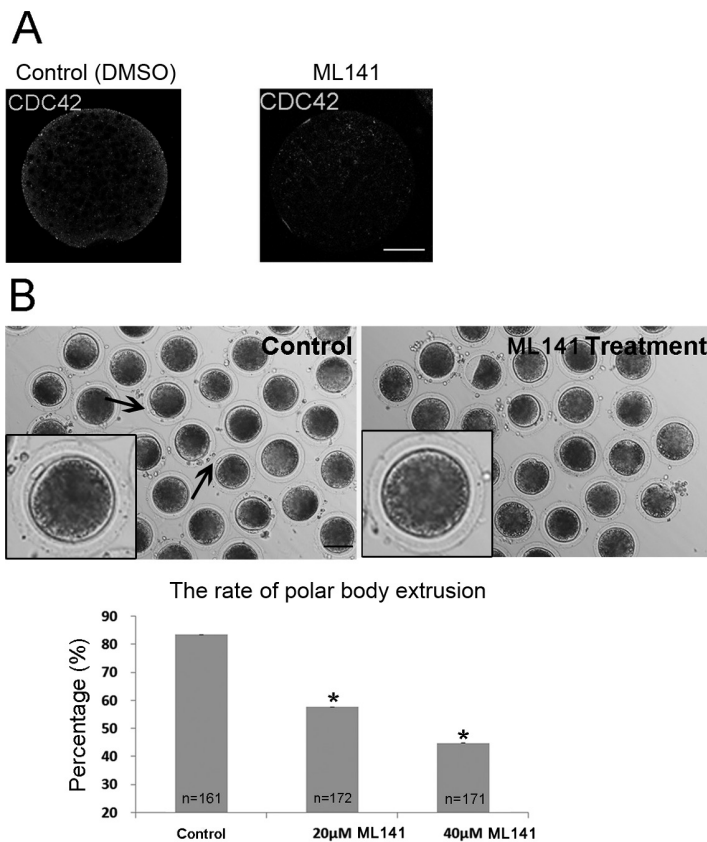 A
Control (DMSO)
ML141
CDC42
CDC42
B
Control
ML141 Treatment
The rate of polar body extrusion
Percentage (%)
90
80
70
60
50
40
30
20
*
*
n=161
n=172
n=171
Control
20μM ML141
40μM ML141